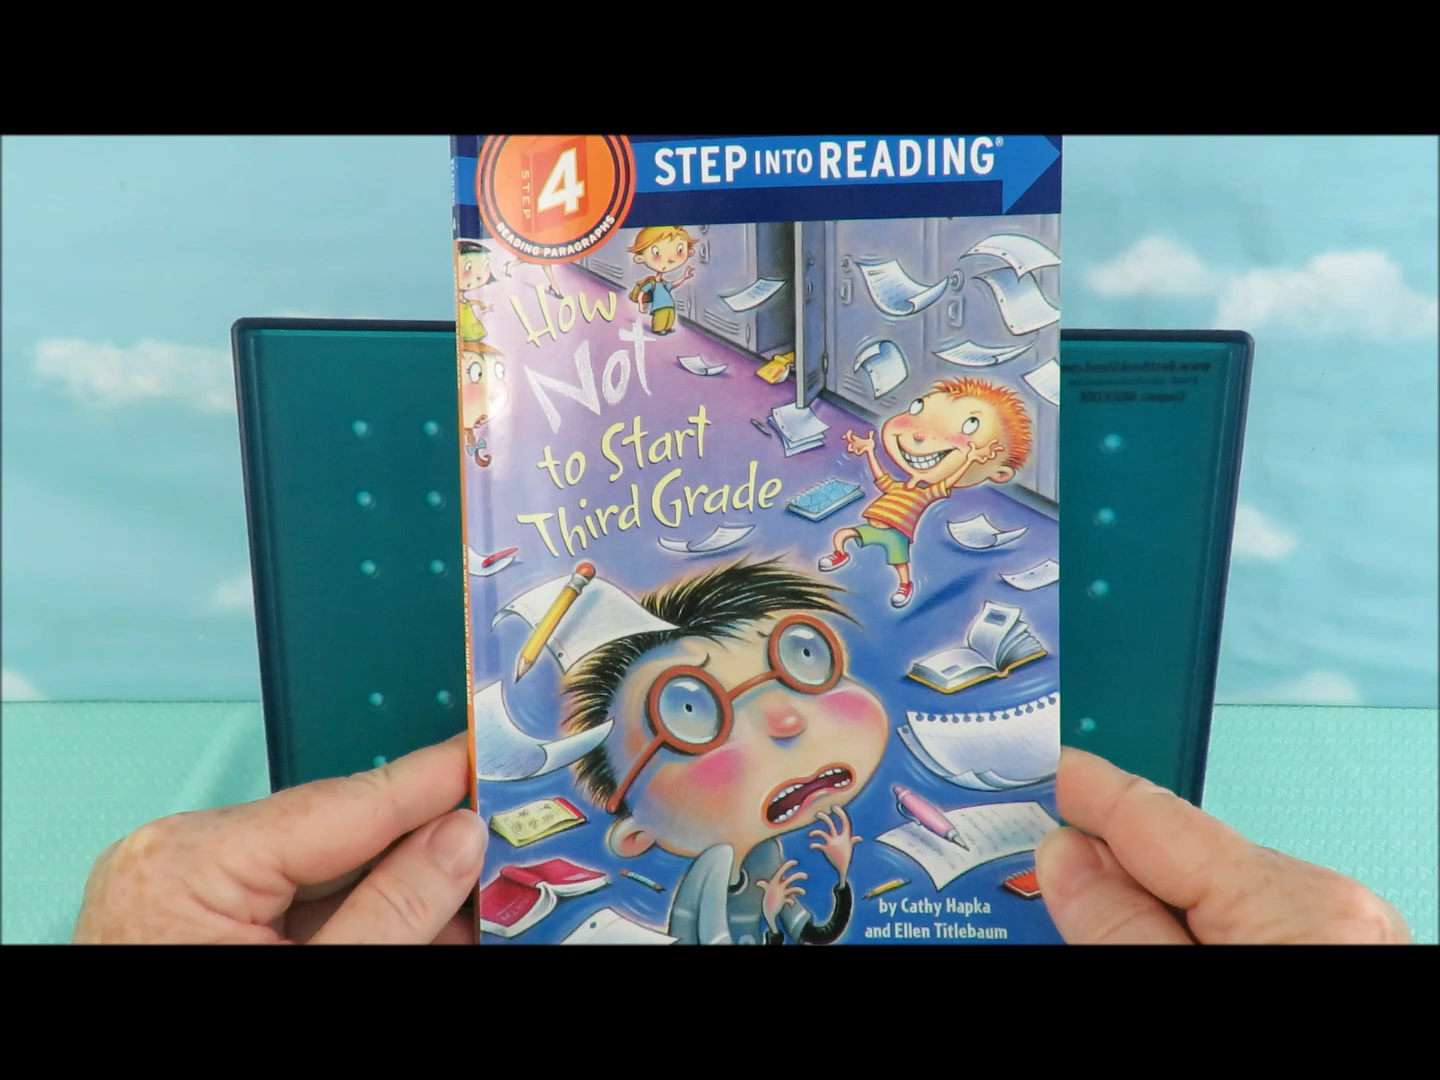 STEP INTO READING®
STEP 4
READING PARAGRAPHS
How
Not
to Start
Third Grade
by Cathy Hapka
and Ellen Titlebaum